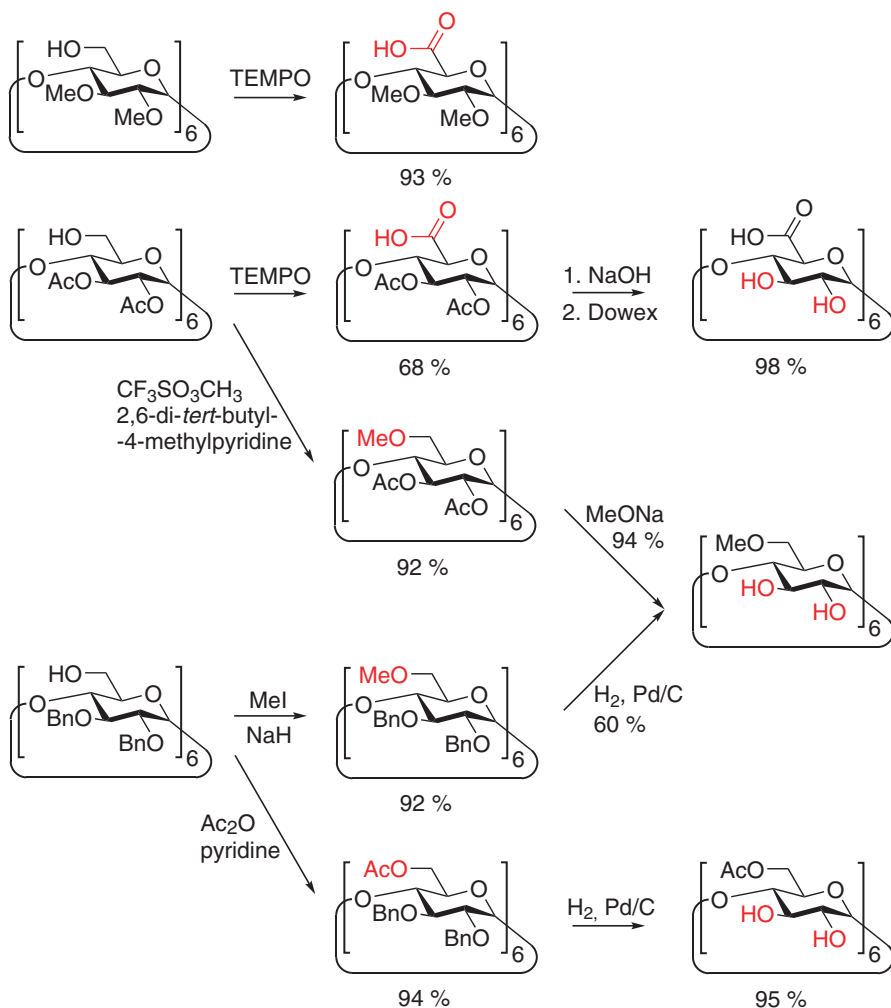 HO
O
O
MeO
MeO
6
TEMPO
HO
O
O
O
MeO
MeO
6
93 %
HO
O
O
AcO
AcO
6
TEMPO
HO
O
O
O
AcO
AcO
6
68 %
1. NaOH
2. Dowex
HO
O
O
O
HO
HO
6
98 %
CF3SO3CH3
2,6-di-tert-butyl-
-4-methylpyridine
MeO
O
O
AcO
AcO
6
92 %
MeONa
94 %
MeO
O
O
HO
HO
6
HO
O
O
BnO
BnO
6
MeI
NaH
MeO
O
O
BnO
BnO
6
92 %
H2, Pd/C
60 %
Ac2O
pyridine
AcO
O
O
BnO
BnO
6
94 %
H2, Pd/C
AcO
O
O
HO
HO
6
95 %